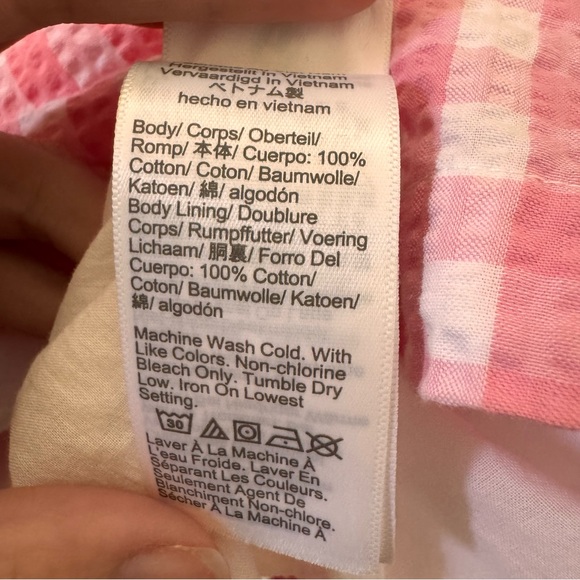 Hergestellt in Vietnam
Vervaardigd In Vietnam
ベトナム製
hecho en vietnam
Body/ Corps/ Oberteil/
Romp/ 本体/ Cuerpo: 100%
Cotton/ Coton/ Baumwolle/
Katoen/ 綿/ algodón
Body Lining/ Doublure
Corps/ Rumpffutter/ Voering
Lichaam/ 胴裏/ Forro Del
Cuerpo: 100% Cotton/
Coton/ Baumwolle/ Katoen/
綿/ algodón
Machine Wash Cold. With
Like Colors. Non-chlorine
Bleach Only. Tumble Dry
Low. Iron On Lowest
Setting.
30
Laver À La Machine À
L'eau Froide. Laver En
Séparant Les Couleurs.
Seulement Agent De
Blanchiment Non-chlore.
Sécher À La Machine À